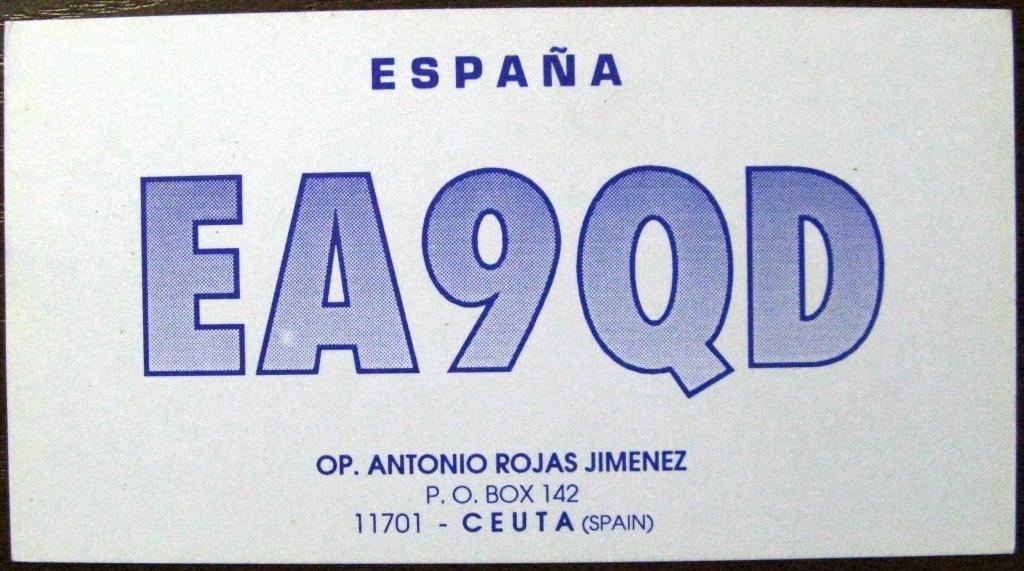 ESPAÑA
EA9QD
OP. ANTONIO ROJAS JIMENEZ
P. O. BOX 142
11701 - CEUTA (SPAIN)